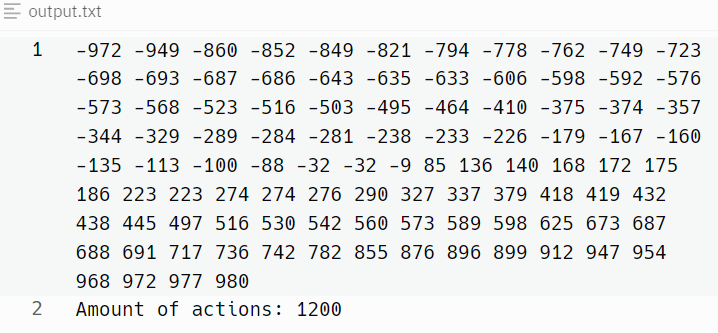 output.txt
1 -972 -949 -860 -852 -849 -821 -794 -778 -762 -749 -723
-698 -693 -687 -686 -643 -635 -633 -606 -598 -592 -576
-573 -568 -523 -516 -503 -495 -464 -410 -375 -374 -357
-344 -329 -289 -284 -281 -238 -233 -226 -179 -167 -160
-135 -113 -100 -88 -32 -32 -9 85 136 140 168 172 175
186 223 223 274 274 276 290 327 337 379 418 419 432
438 445 497 516 530 542 560 573 589 598 625 673 687
688 691 717 736 742 782 855 876 896 899 912 947 954
968 972 977 980
2 Amount of actions: 1200